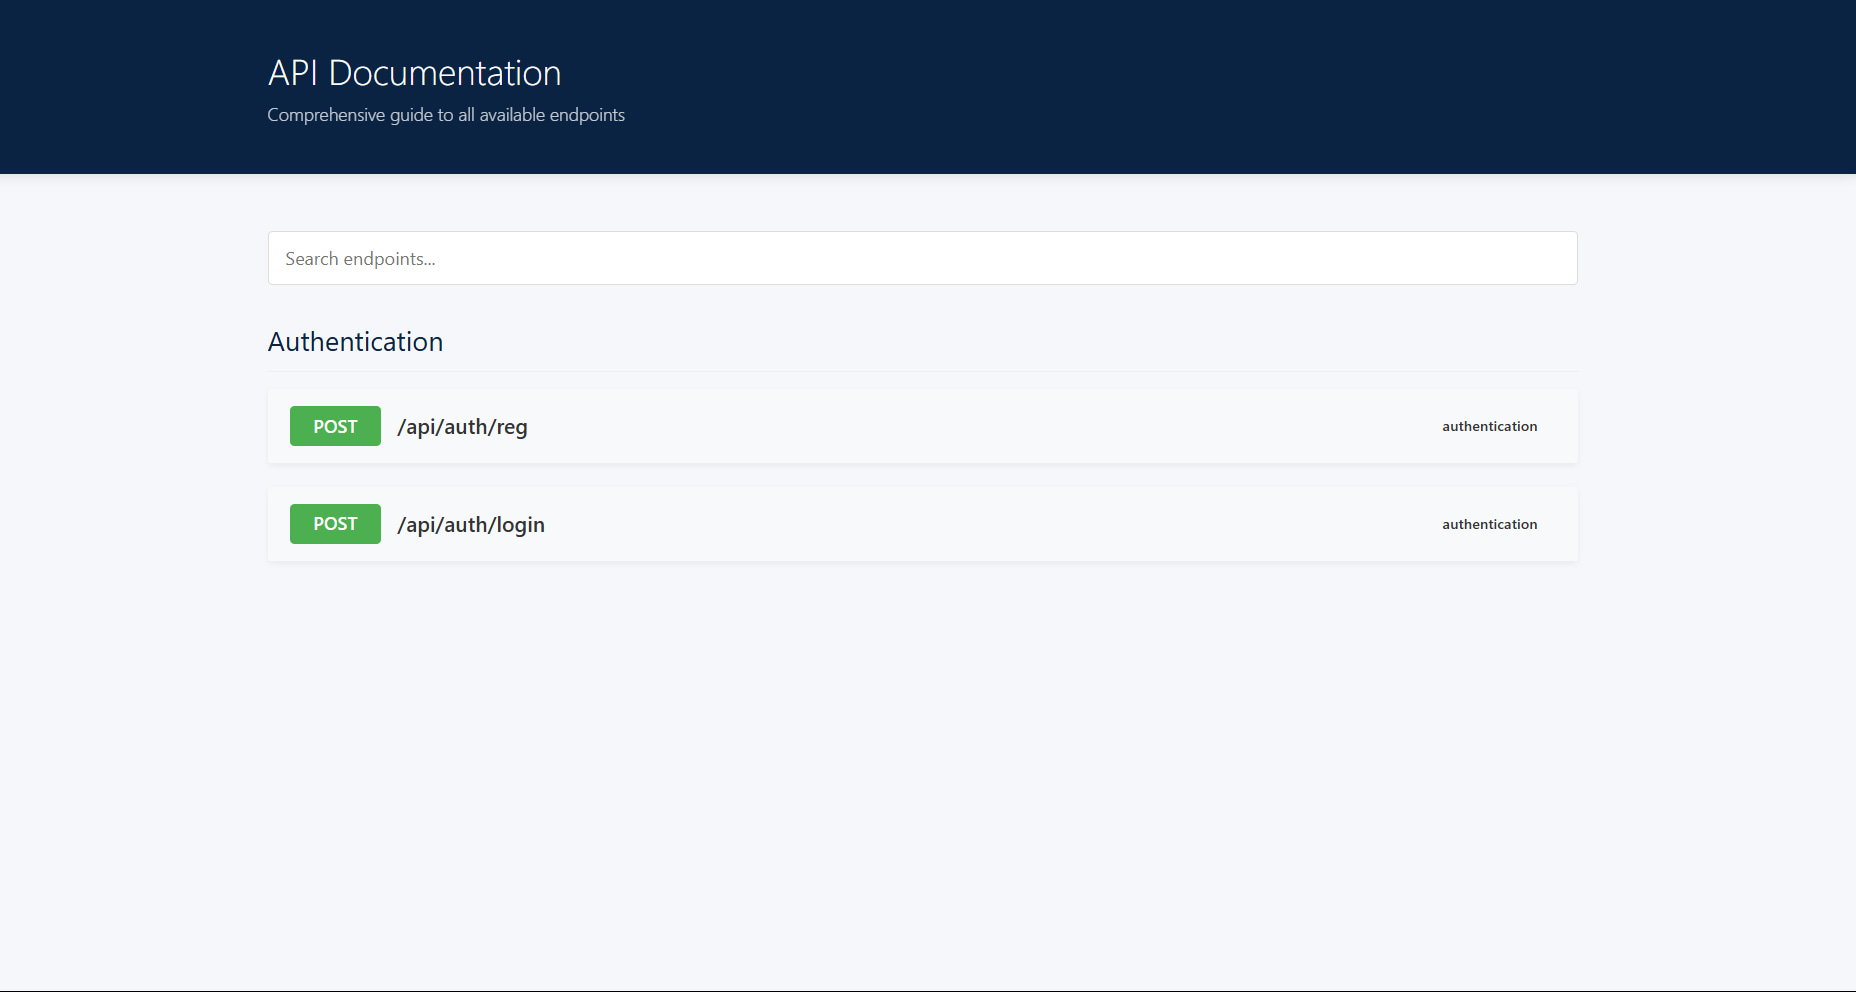 API Documentation
Comprehensive guide to all available endpoints
Search endpoints...
Authentication
POST /api/auth/reg authentication
POST /api/auth/login authentication